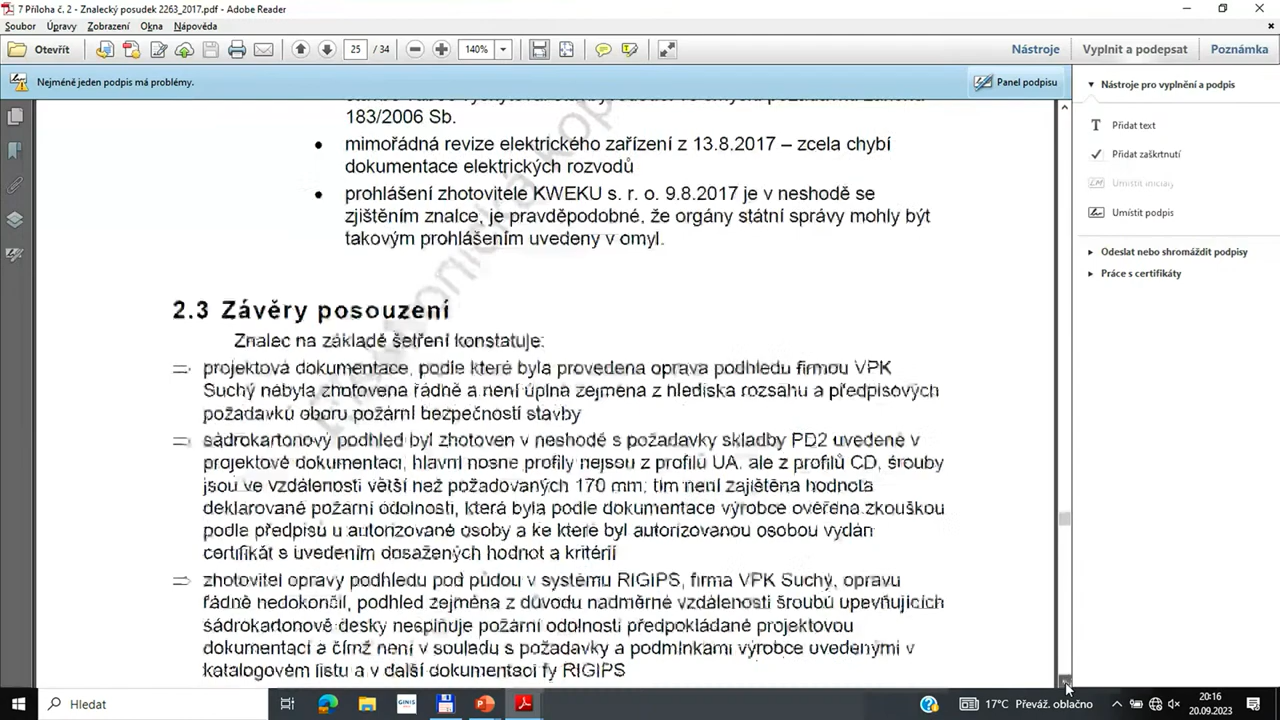 7 Příloha č. 2 - Znalecký posudek 2263_2017.pdf - Adobe Reader
Soubor Úpravy Zobrazení Okna Nápověda
Otevřít 25 / 34 140% Nástroje Vyplnit a podepsat Poznámka
Nejméně jeden podpis má problémy. Panel podpisu
183/2006 Sb.
• mimořádná revize elektrického zařízení z 13.8.2017 – zcela chybí
dokumentace elektrických rozvodů
• prohlášení zhotovitele KWEKU s. r. o. 9.8.2017 je v neshodě se
zjištěním znalce, je pravděpodobné, že orgány státní správy mohly být
takovým prohlášením uvedeny v omyl.
2.3 Závěry posouzení
Znalec na základě šetření konstatuje:
⇒ projektová dokumentace, podle které byla provedena oprava podhledu firmou VPK
Suchý nebyla zhotovena řádně a není úplná zejména z hlediska rozsahu a předpisových
požadavků oboru požární bezpečnosti stavby
⇒ sádrokartonový podhled byl zhotoven v neshodě s požadavky skladby PD2 uvedené v
projektové dokumentaci, hlavní nosné profily nejsou z profilů UA, ale z profilů CD, šrouby
jsou ve vzdálenosti větší než požadovaných 170 mm, tím není zajištěna hodnota
deklarované požární odolnosti, která byla podle dokumentace výrobce ověřena zkouškou
podle předpisů u autorizované osoby a ke které byl autorizovanou osobou vydán
certifikát s uvedením dosažených hodnot a kritérií
⇒ zhotovitel opravy podhledu pod půdou v systému RIGIPS, firma VPK Suchý, opravu
řádně nedokončil, podhled zejména z důvodu nadměrné vzdálenosti šroubů upevňujících
sádrokartonové desky nesplňuje požární odolnosti předpokládané projektovou
dokumentací a čímž není v souladu s požadavky a podmínkami výrobce uvedenými v
katalogovém listu a v další dokumentaci fy RIGIPS
Nástroje pro vyplnění a podpis
Přidat text
Přidat zaškrtnutí
Umístit iniciály
Umístit podpis
Odeslat nebo shromáždit podpisy
Práce s certifikáty
Hledat GINIS 17°C Převáž. oblačno 20:16
20.09.2023